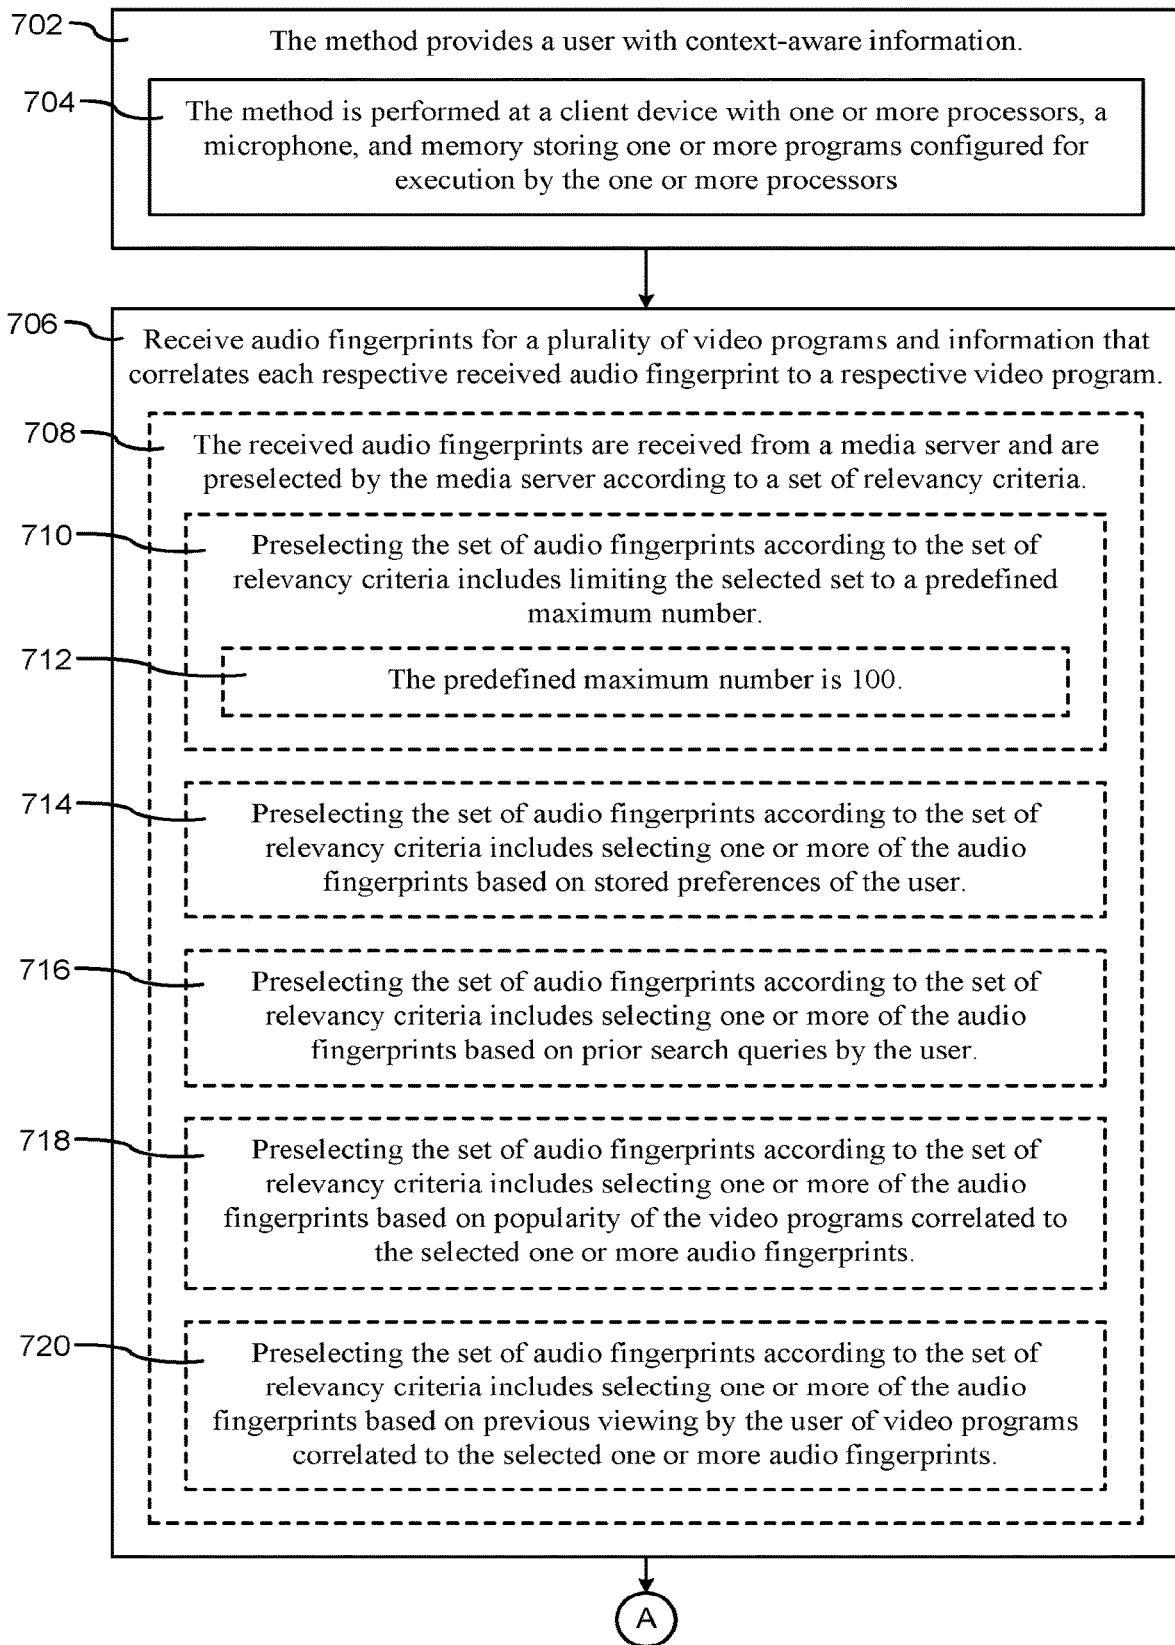 702
The method provides a user with context-aware information.
704
The method is performed at a client device with one or more processors, a
microphone, and memory storing one or more programs configured for
execution by the one or more processors
706
Receive audio fingerprints for a plurality of video programs and information that
correlates each respective received audio fingerprint to a respective video program.
708
The received audio fingerprints are received from a media server and are
preselected by the media server according to a set of relevancy criteria.
710
Preselecting the set of audio fingerprints according to the set of
relevancy criteria includes limiting the selected set to a predefined
maximum number.
712
The predefined maximum number is 100.
714
Preselecting the set of audio fingerprints according to the set of
relevancy criteria includes selecting one or more of the audio
fingerprints based on stored preferences of the user.
716
Preselecting the set of audio fingerprints according to the set of
relevancy criteria includes selecting one or more of the audio
fingerprints based on prior search queries by the user.
718
Preselecting the set of audio fingerprints according to the set of
relevancy criteria includes selecting one or more of the audio
fingerprints based on popularity of the video programs correlated to
the selected one or more audio fingerprints.
720
Preselecting the set of audio fingerprints according to the set of
relevancy criteria includes selecting one or more of the audio
fingerprints based on previous viewing by the user of video programs
correlated to the selected one or more audio fingerprints.
A